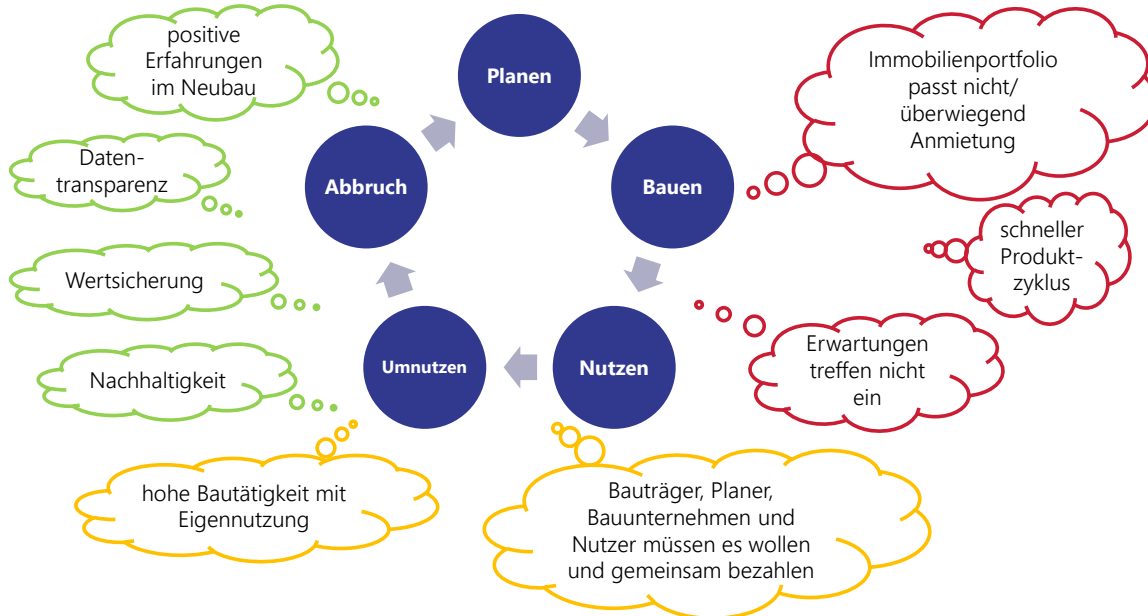 positive
Erfahrungen
im Neubau
Planen
Immobilienportfolio
passt nicht/
überwiegend
Anmietung
Daten-
transparenz
Abbruch
Bauen
schneller
Produkt-
zyklus
Wertsicherung
Nachhaltigkeit
Umnutzen
Nutzen
Erwartungen
treffen nicht
ein
hohe Bautätigkeit mit
Eigennutzung
Bauträger, Planer,
Bauunternehmen und
Nutzer müssen es wollen
und gemeinsam bezahlen